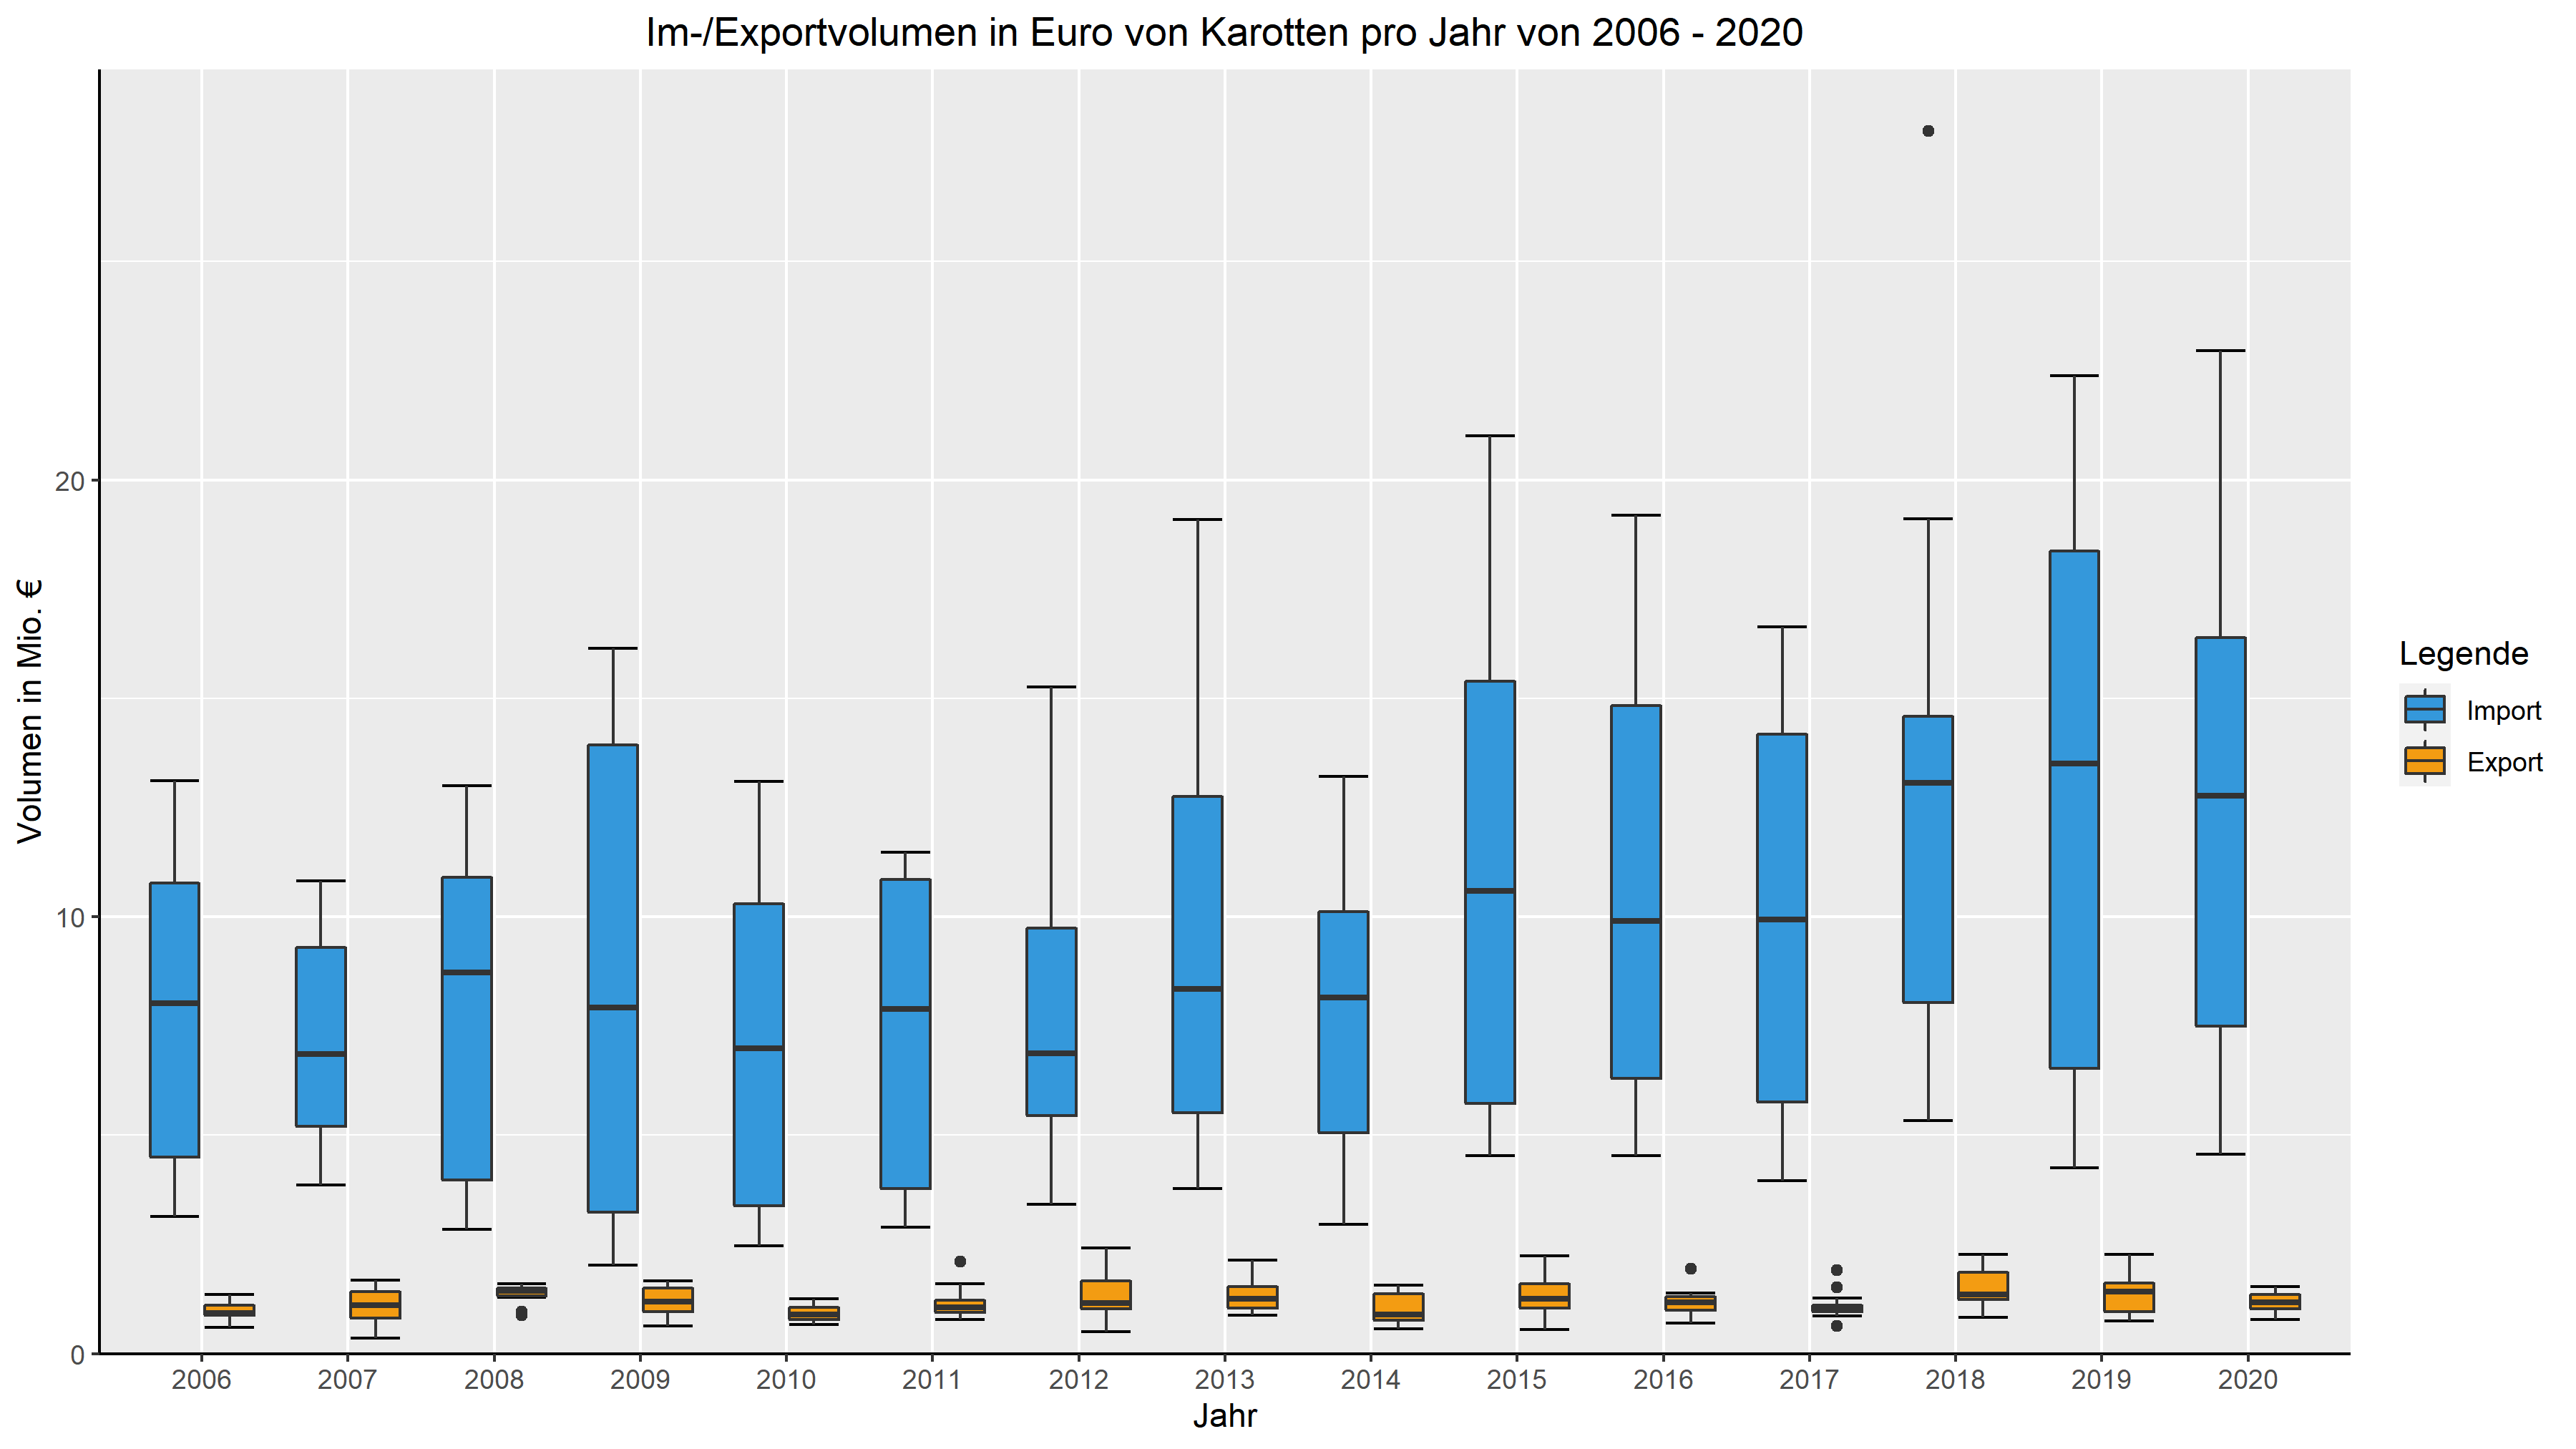 Im-/Exportvolumen in Euro von Karotten pro Jahr von 2006 - 2020
Volumen in Mio. €
20
10
0
2006 2007 2008 2009 2010 2011 2012 2013 2014 2015 2016 2017 2018 2019 2020
Jahr
Legende
Import
Export